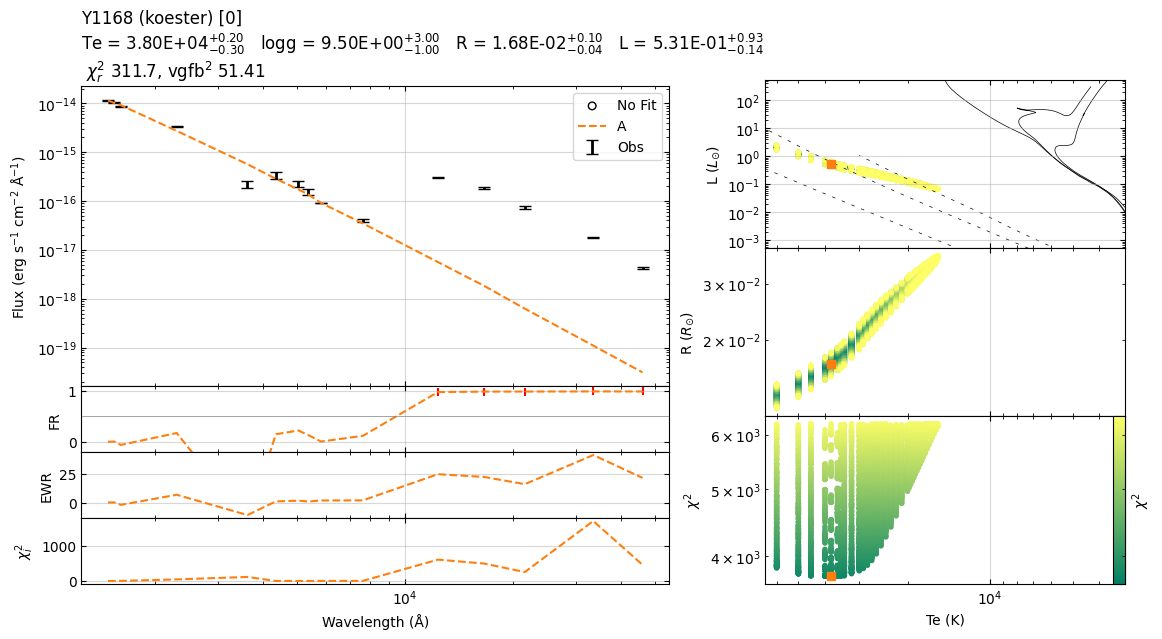 Y1168 (koester) [0]
Te = 3.80E+04^{+0.20}_{-0.30} logg = 9.50E+00^{+3.00}_{-1.00} R = 1.68E-02^{+0.10}_{-0.04} L = 5.31E-01^{+0.93}_{-0.14}
χ²_r 311.7, vgfb² 51.41
No Fit
A
Obs
Flux (erg s⁻¹ cm⁻² Å⁻¹)
10⁻¹⁴
10⁻¹⁵
10⁻¹⁶
10⁻¹⁷
10⁻¹⁸
10⁻¹⁹
FR
1
0
EWR
25
0
χ²_r
1000
0
10⁴
Wavelength (Å)
L (L⊙)
10²
10¹
10⁰
10⁻¹
10⁻²
10⁻³
R (R⊙)
3 × 10⁻²
2 × 10⁻²
χ²
6 × 10³
5 × 10³
4 × 10³
10⁴
Te (K)
χ²